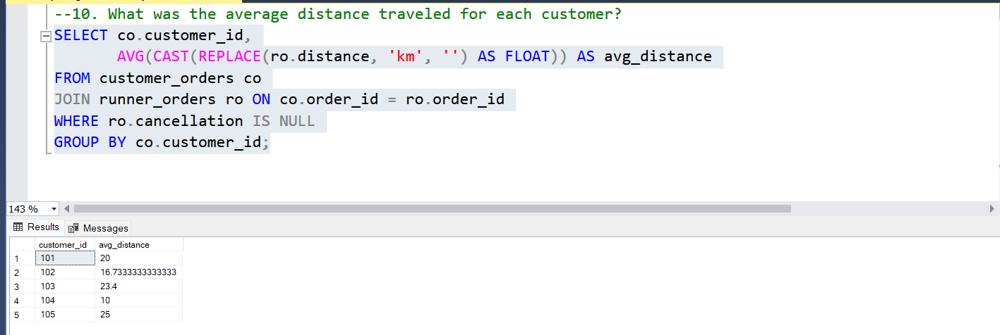 --10. What was the average distance traveled for each customer?
SELECT co.customer_id,
AVG(CAST(REPLACE(ro.distance, 'km', '') AS FLOAT)) AS avg_distance
FROM customer_orders co
JOIN runner_orders ro ON co.order_id = ro.order_id
WHERE ro.cancellation IS NULL
GROUP BY co.customer_id;
143 %
Results Messages
customer_id avg_distance
1 101 20
2 102 16.7333333333333
3 103 23.4
4 104 10
5 105 25